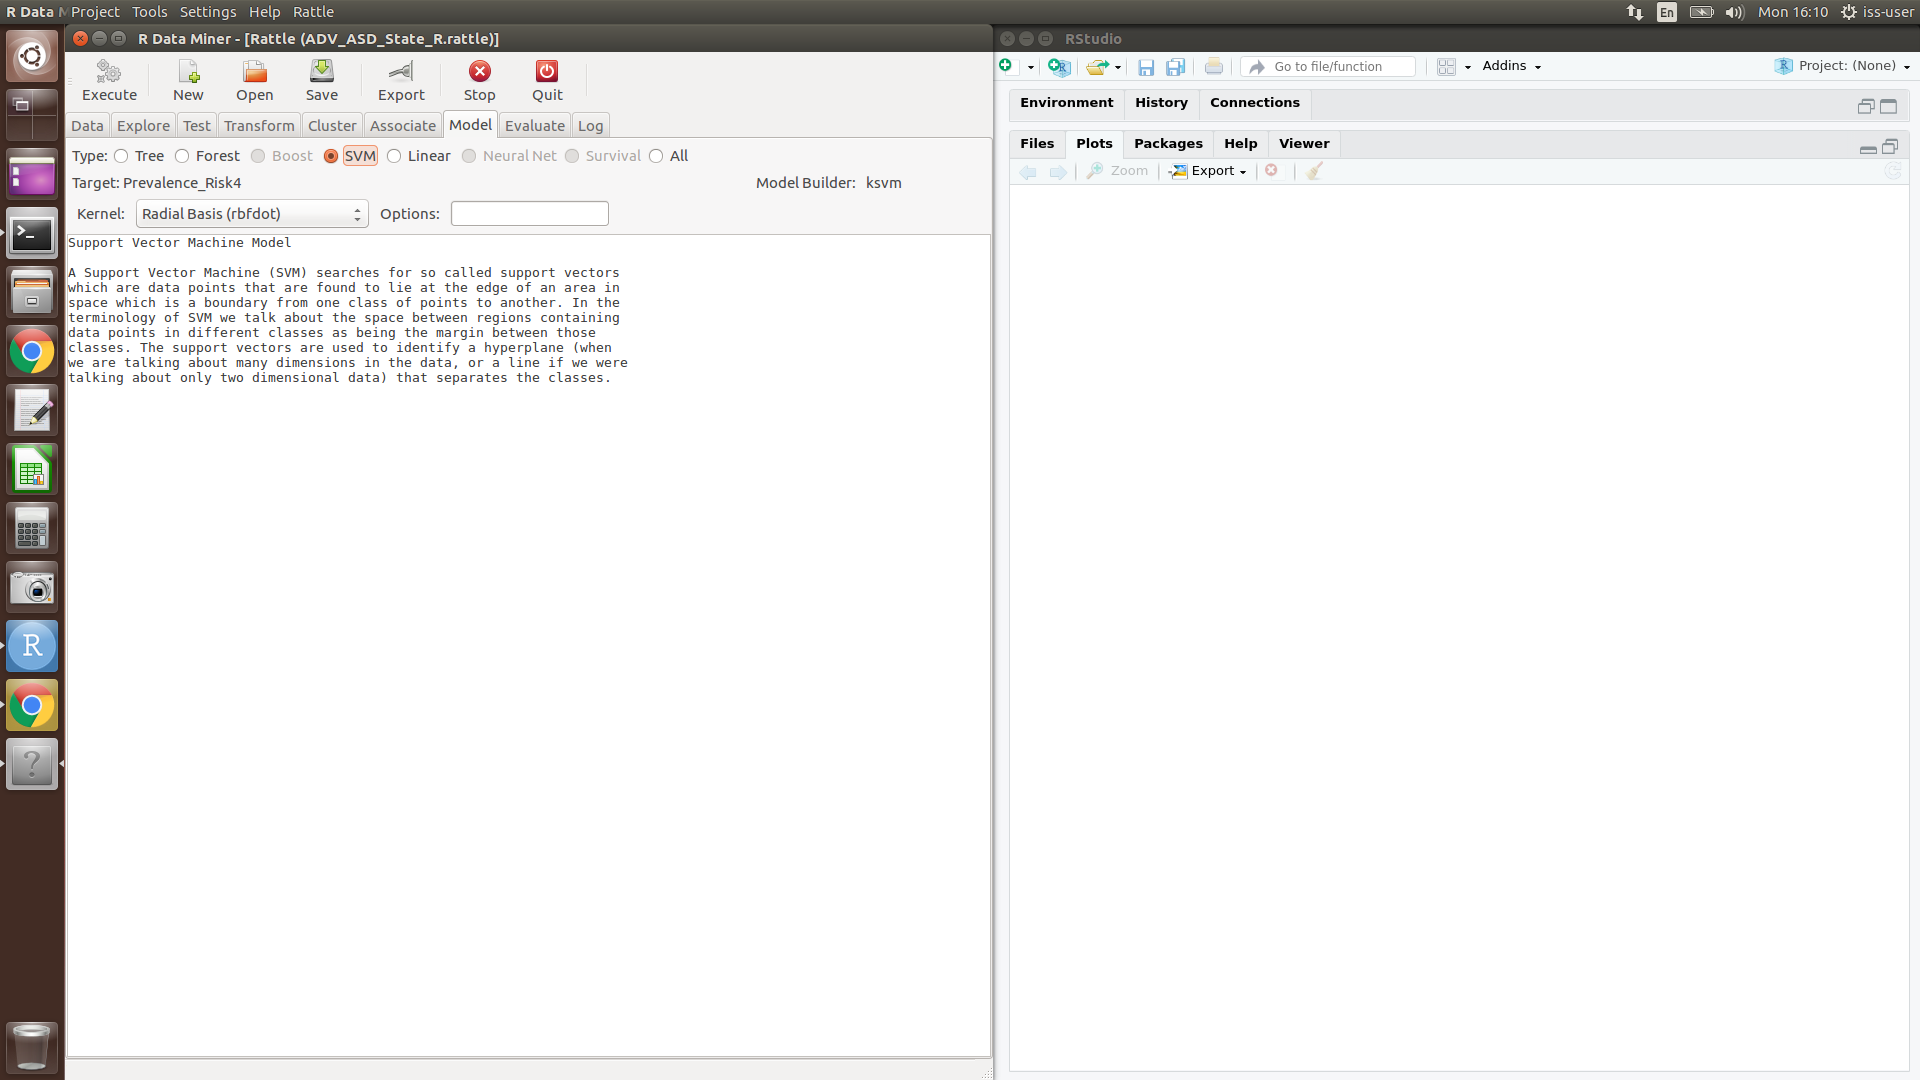 R Data M Project Tools Settings Help Rattle
En Mon 16:10 iss-user
R Data Miner - [Rattle (ADV_ASD_State_R.rattle)]
Execute New Open Save Export Stop Quit
Data Explore Test Transform Cluster Associate Model Evaluate Log
Type: Tree Forest Boost SVM Linear Neural Net Survival All
Target: Prevalence_Risk4 Model Builder: ksvm
Kernel: Radial Basis (rbfdot) Options:
Support Vector Machine Model
A Support Vector Machine (SVM) searches for so called support vectors
which are data points that are found to lie at the edge of an area in
space which is a boundary from one class of points to another. In the
terminology of SVM we talk about the space between regions containing
data points in different classes as being the margin between those
classes. The support vectors are used to identify a hyperplane (when
we are talking about many dimensions in the data, or a line if we were
talking about only two dimensional data) that separates the classes.
RStudio
Go to file/function Addins Project: (None)
Environment History Connections
Files Plots Packages Help Viewer
Zoom Export